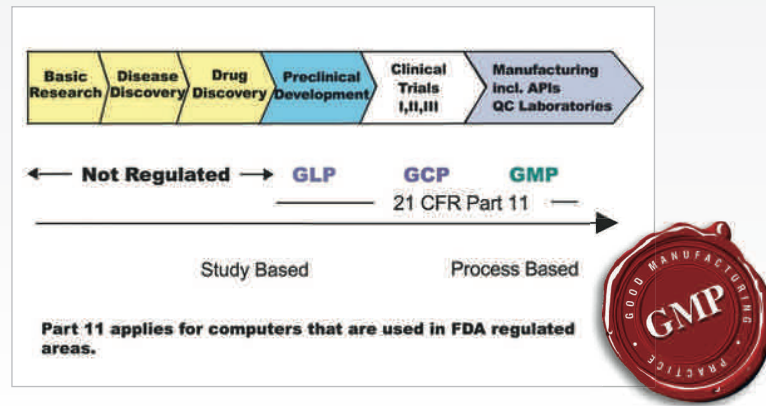 Basic
Research
Disease
Discovery
Drug
Discovery
Preclinical
Development
Clinical
Trials
I,II,III
Manufacturing
incl. APIs
QC Laboratories
Not Regulated
GLP
GCP
GMP
21 CFR Part 11
Study Based
Process Based
Part 11 applies for computers that are used in FDA regulated
areas.
GOOD MANUFACTURING
GMP
PRACTICE